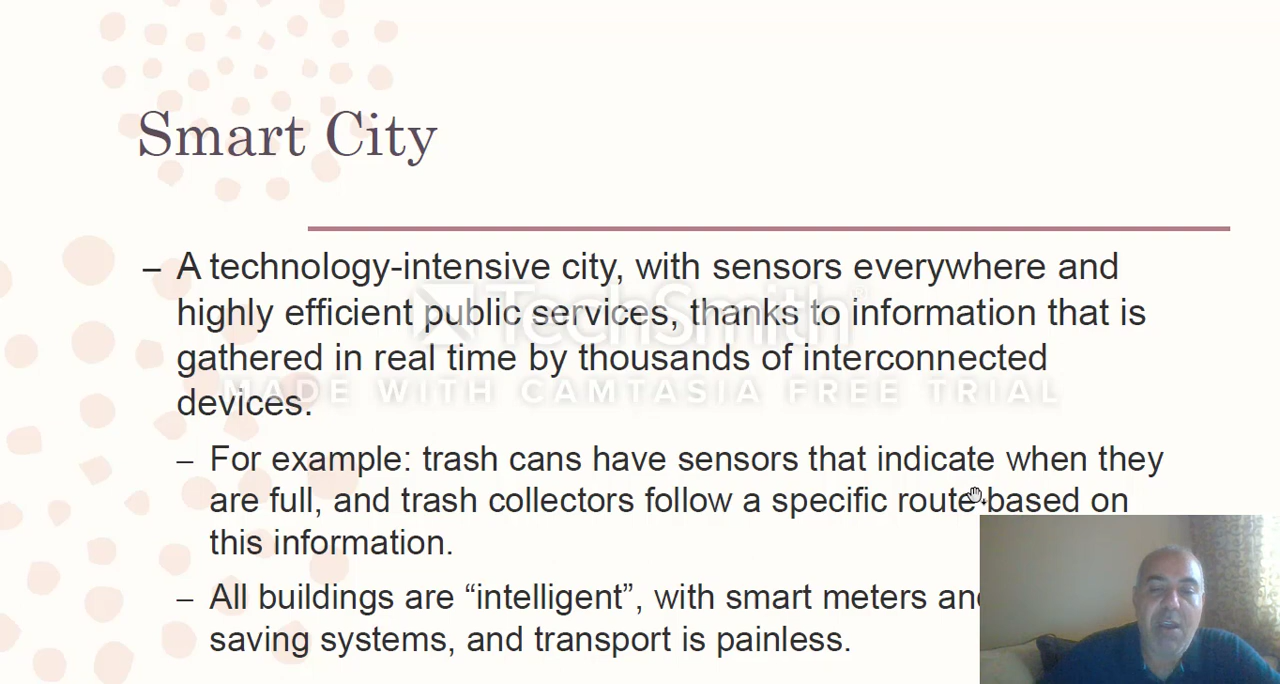 Smart City
– A technology-intensive city, with sensors everywhere and
highly efficient public services, thanks to information that is
gathered in real time by thousands of interconnected
devices.
TechSmith
MADE WITH CAMTASIA FREE TRIAL
– For example: trash cans have sensors that indicate when they
are full, and trash collectors follow a specific route based on
this information.
– All buildings are “intelligent”, with smart meters
saving systems, and transport is painless.